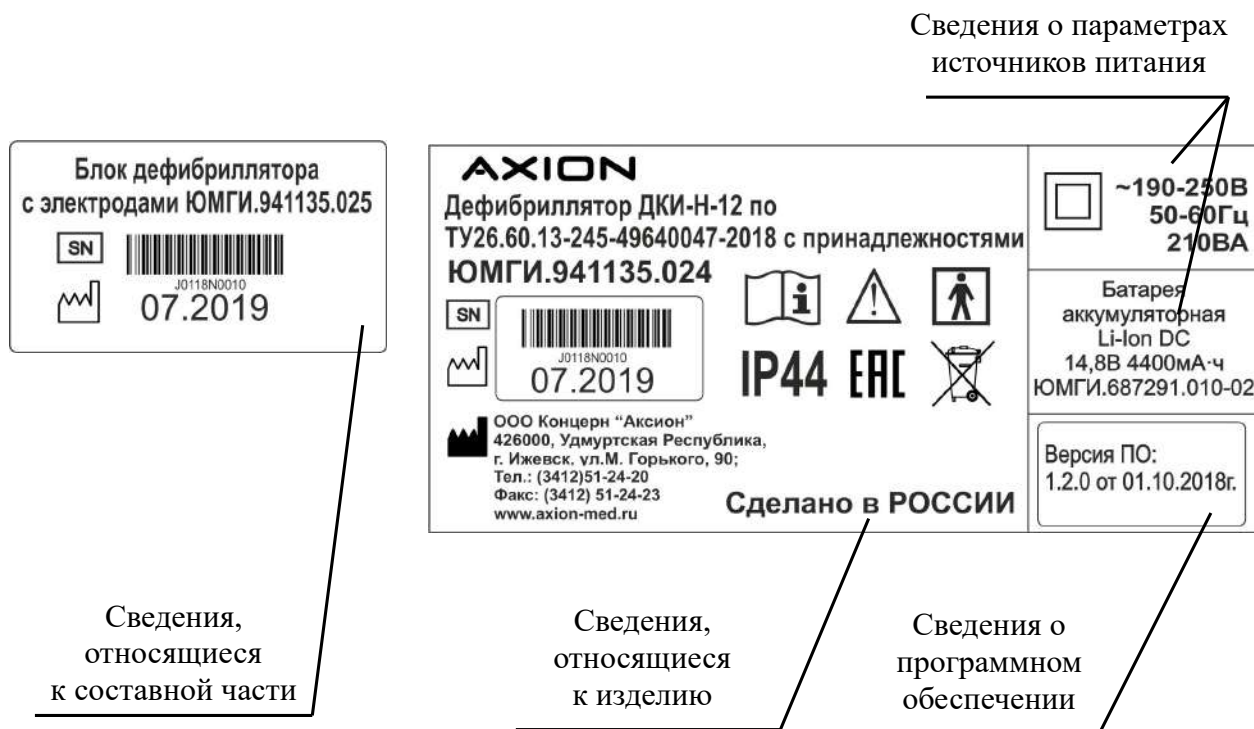 Сведения о параметрах
источников питания
Блок дефибриллятора
с электродами ЮМГИ.941135.025
SN
J0118N0010
07.2019
AXION
Дефибриллятор ДКИ-Н-12 по
ТУ26.60.13-245-49640047-2018 с принадлежностями
ЮМГИ.941135.024
SN
J0118N0010
07.2019
IP44 EAC
ООО Концерн “Аксион”
426000, Удмуртская Республика,
г. Ижевск, ул.М. Горького, 90;
Тел.: (3412)51-24-20
Факс: (3412) 51-24-23
www.axion-med.ru
Сделано в РОССИИ
~190-250В
50-60Гц
210ВА
Батарея
аккумуляторная
Li-Ion DC
14,8В 4400мА·ч
ЮМГИ.687291.010-02
Версия ПО:
1.2.0 от 01.10.2018г.
Сведения,
относящиеся
к составной части
Сведения,
относящиеся
к изделию
Сведения о
программном
обеспечении